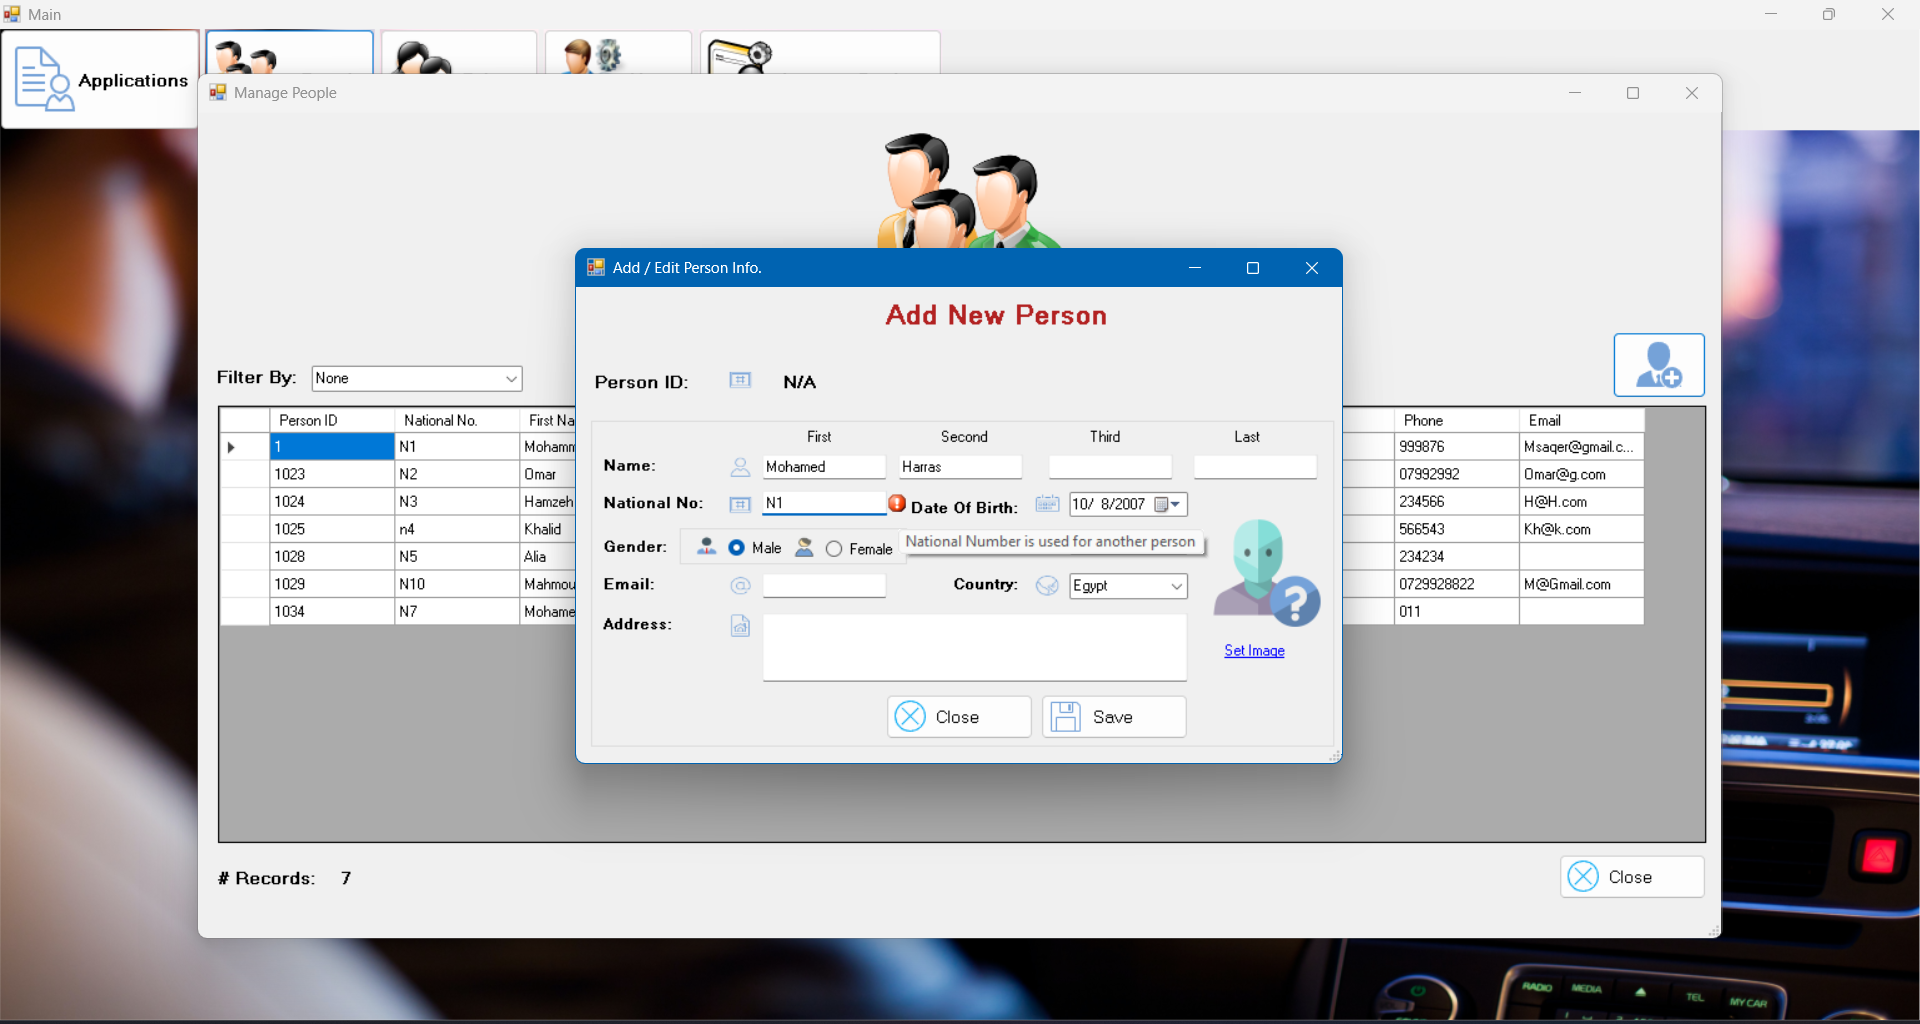 Main
Applications
Manage People
Add / Edit Person Info.
Add New Person
Filter By: None
Person ID: N/A
Person ID National No. First Na Phone Email
1 N1 Mohamm 999876 Msaqer@gmail.c...
1023 N2 Omar 07992992 Omar@g.com
1024 N3 Hamzeh 234566 H@H.com
1025 n4 Khalid 566543 Kh@k.com
1028 N5 Alia 234234
1029 N10 Mahmou 0729928822 M@Gmail.com
1034 N7 Mohame 011
First Second Third Last
Name: Mohamed Harras
National No: N1 Date Of Birth: 10/ 8/2007
Gender: Male Female
National Number is used for another person
Email: Country: Egypt
Address:
Set Image
Close Save
# Records: 7
Close
RADIO MEDIA TEL MY CAR